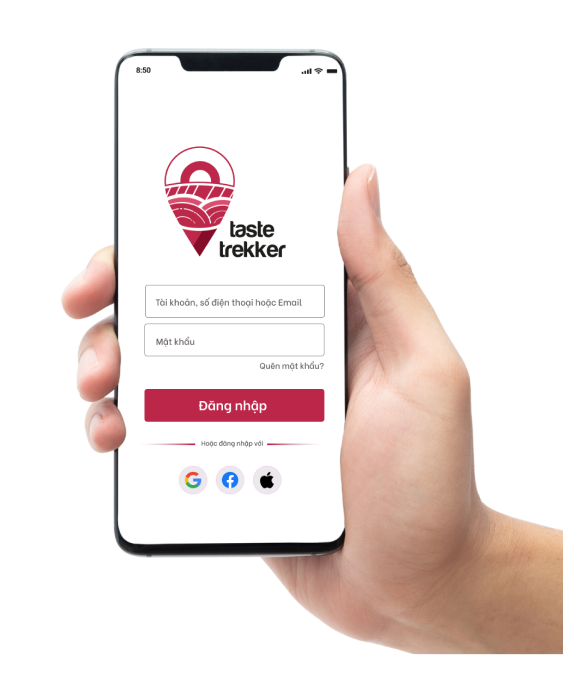 8:50
taste
trekker
Tài khoản, số điện thoại hoặc Email
Mật khẩu
Quên mật khẩu?
Đăng nhập
Hoặc đăng nhập với